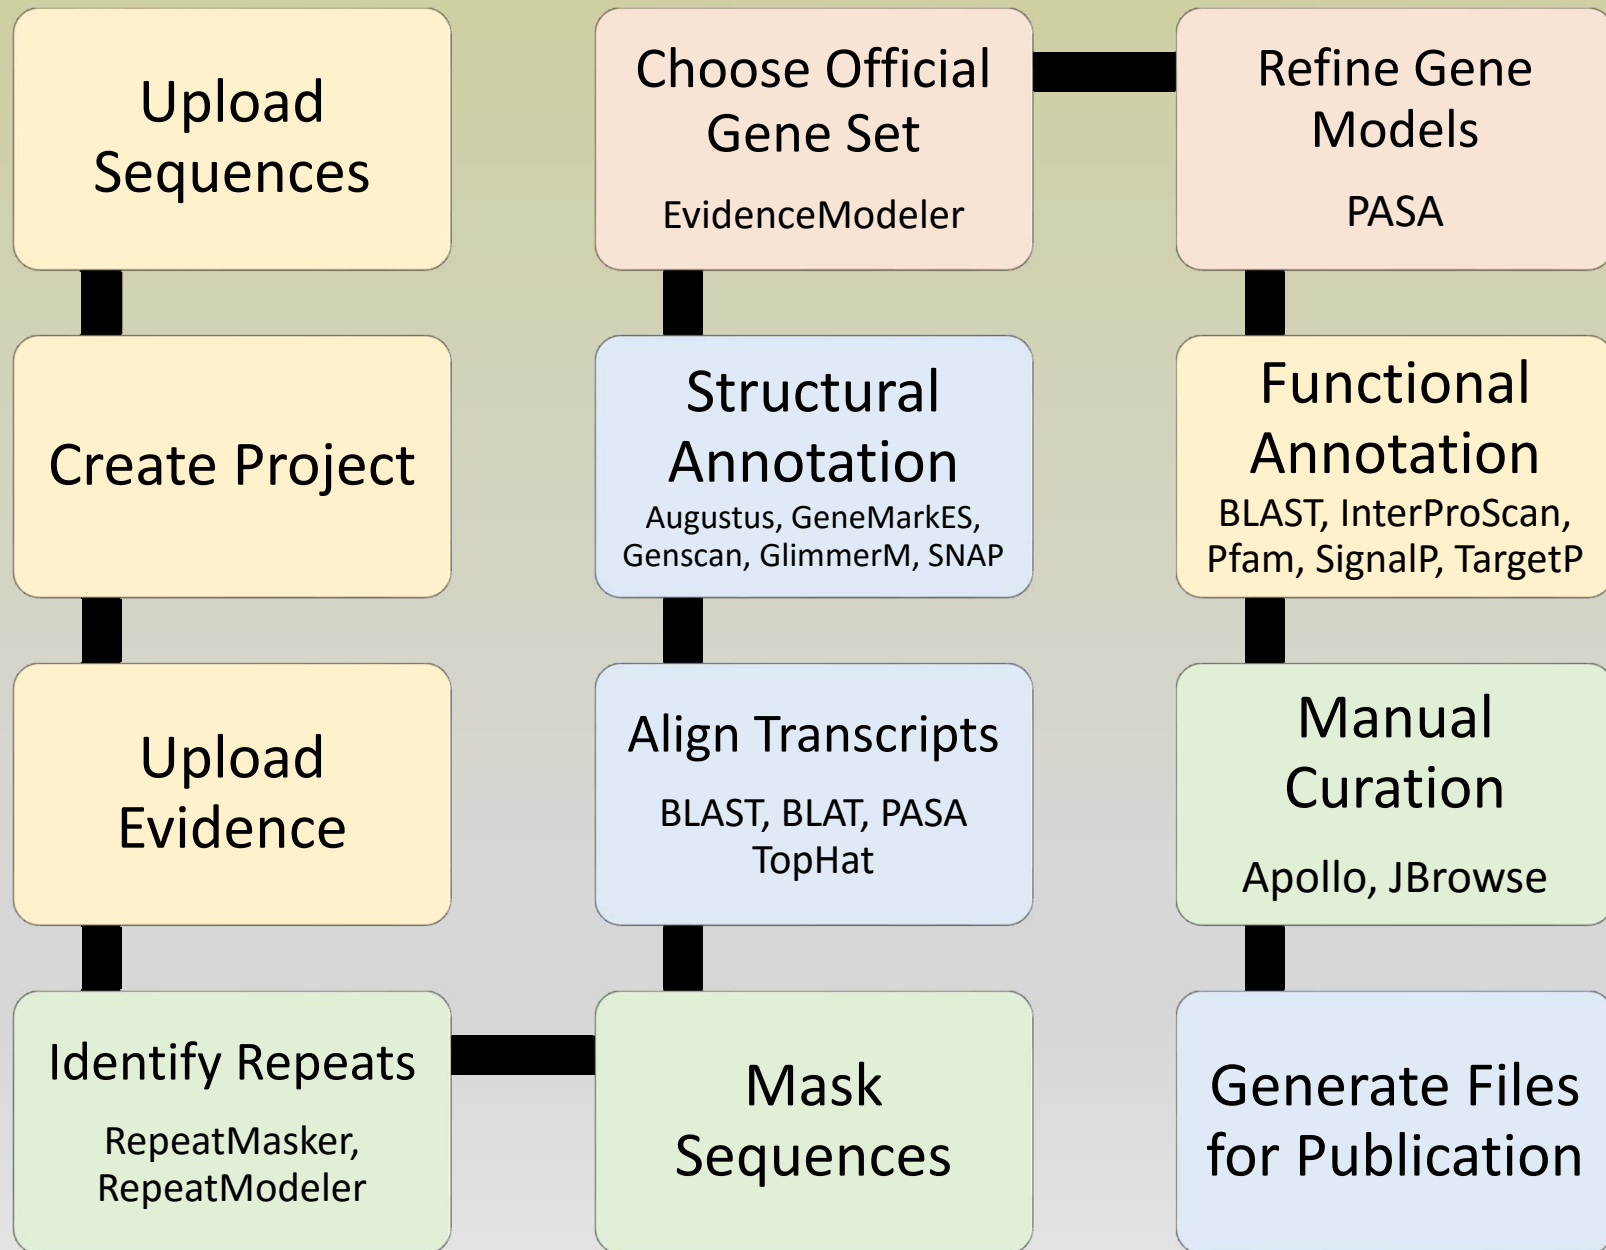 Upload
Sequences
Create Project
Upload
Evidence
Identify Repeats
RepeatMasker,
RepeatModeler
Mask
Sequences
Align Transcripts
BLAST, BLAT, PASA
TopHat
Structural
Annotation
Augustus, GeneMarkES,
Genscan, GlimmerM, SNAP
Choose Official
Gene Set
EvidenceModeler
Refine Gene
Models
PASA
Functional
Annotation
BLAST, InterProScan,
Pfam, SignalP, TargetP
Manual
Curation
Apollo, JBrowse
Generate Files
for Publication